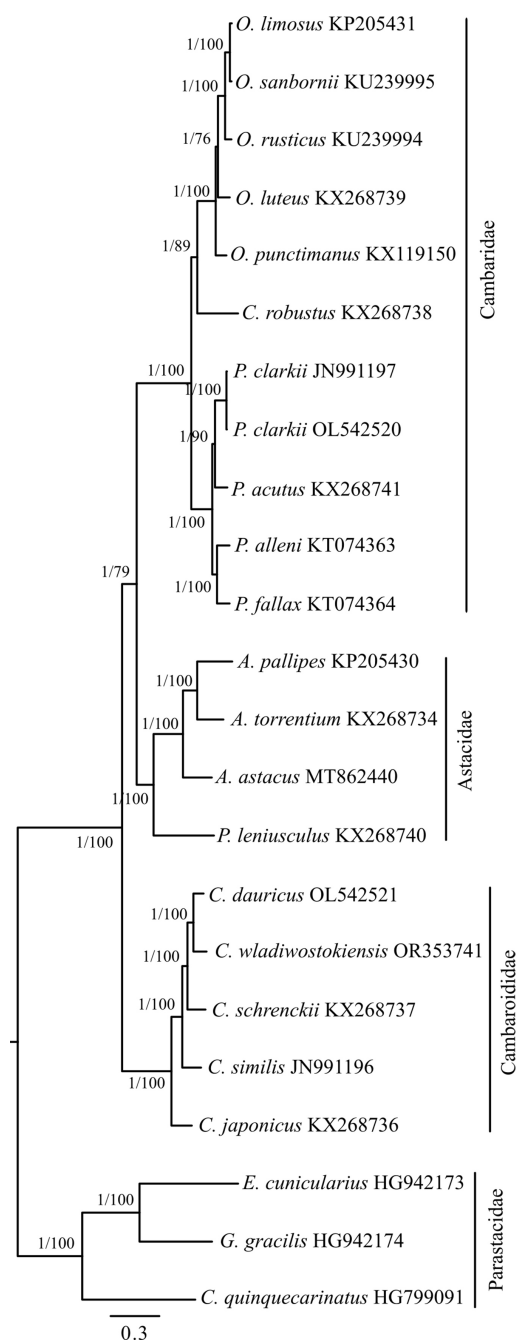 O. limosus KP205431
1/100
O. sanbornii KU239995
1/100
O. rusticus KU239994
1/76
O. luteus KX268739
1/100
O. punctimanus KX119150
1/89
C. robustus KX268738
Cambaridae
P. clarkii JN991197
1/100
1/100
P. clarkii OL542520
1/90
P. acutus KX268741
1/100
P. alleni KT074363
1/100
P. fallax KT074364
1/79
A. pallipes KP205430
1/100
A. torrentium KX268734
1/100
A. astacus MT862440
1/100
P. leniusculus KX268740
Astacidae
1/100
C. dauricus OL542521
1/100
C. wladiwostokiensis OR353741
1/100
C. schrenckii KX268737
1/100
C. similis JN991196
1/100
C. japonicus KX268736
Cambaroididae
E. cunicularius HG942173
1/100
G. gracilis HG942174
1/100
C. quinquecarinatus HG799091
Parastacidae
0.3